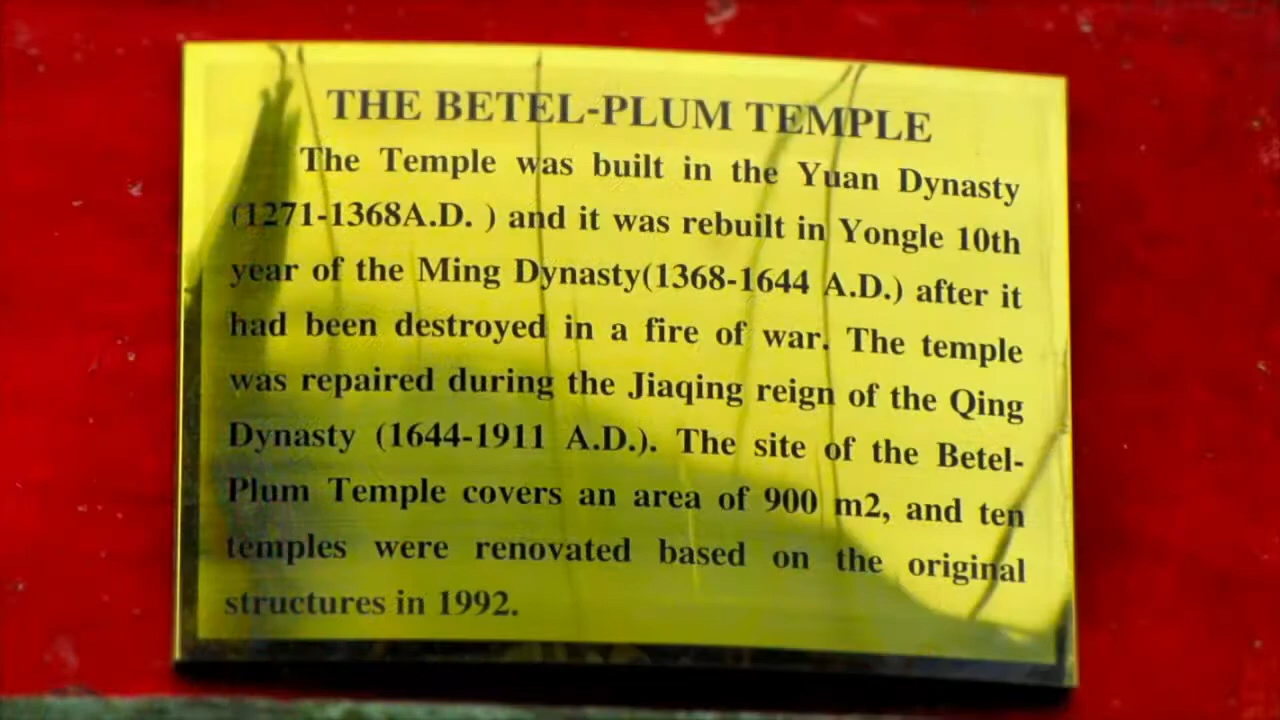 THE BETEL-PLUM TEMPLE
The Temple was built in the Yuan Dynasty
(1271-1368A.D. ) and it was rebuilt in Yongle 10th
year of the Ming Dynasty(1368-1644 A.D.) after it
had been destroyed in a fire of war. The temple
was repaired during the Jiaqing reign of the Qing
Dynasty (1644-1911 A.D.). The site of the Betel-
Plum Temple covers an area of 900 m2, and ten
temples were renovated based on the original
structures in 1992.